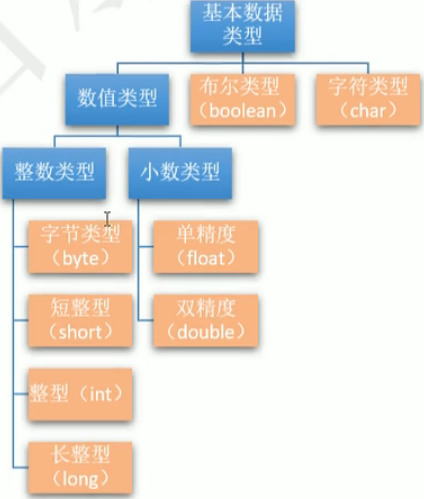 基本数据
类型
数值类型
布尔类型
（boolean）
字符类型
（char）
整数类型
小数类型
字节类型
（byte）
单精度
（float）
短整型
（short）
双精度
（double）
整型（int）
长整型
（long）